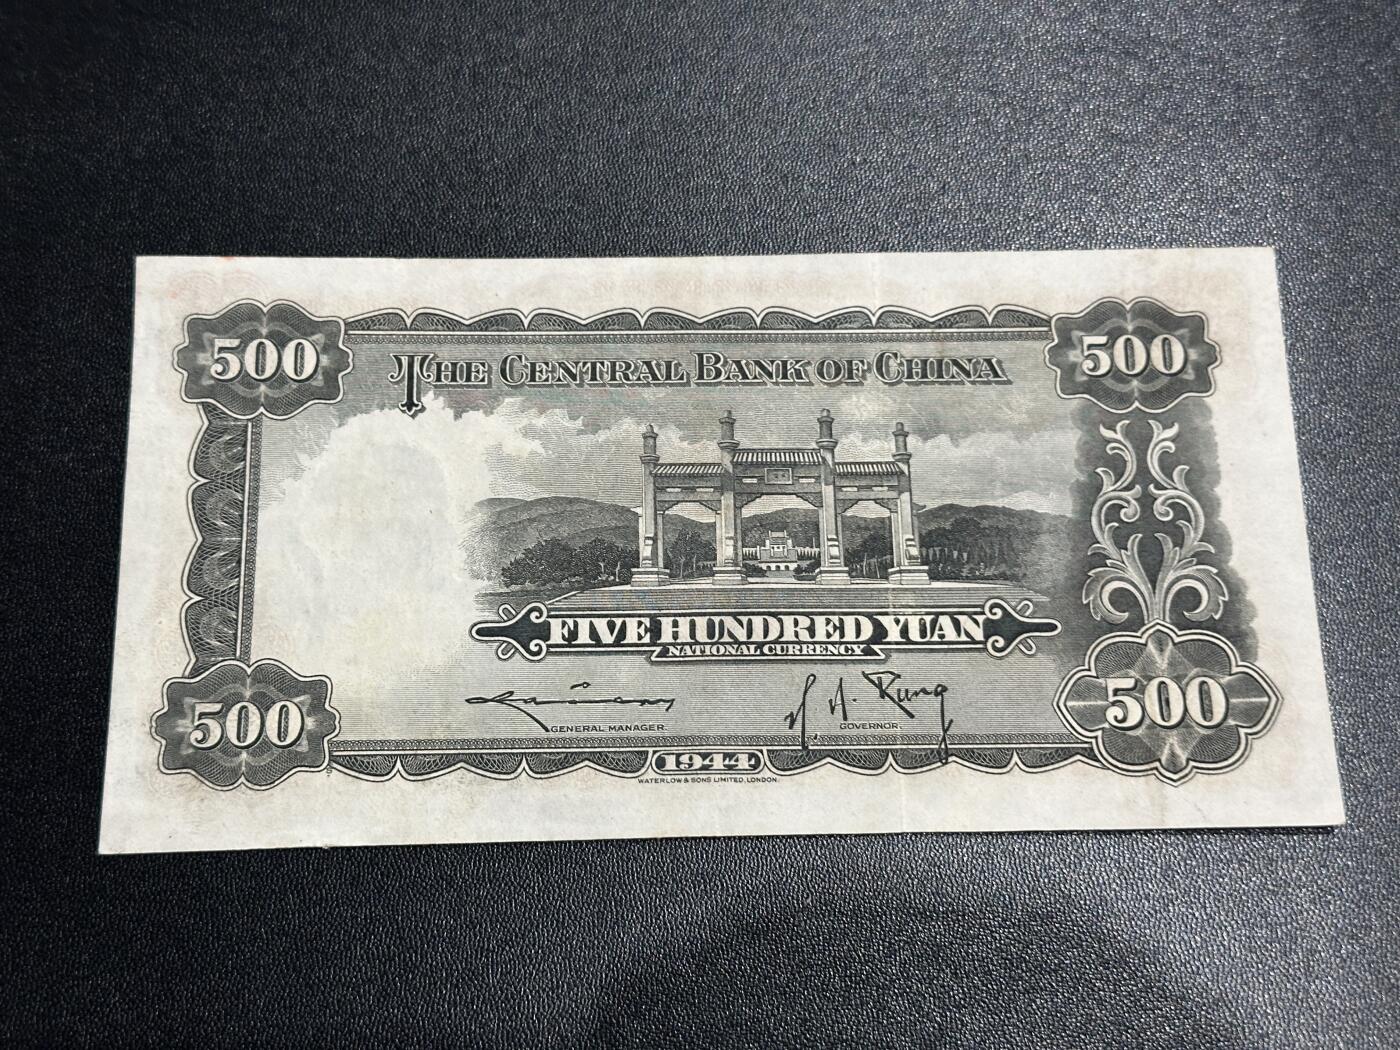 500
500
THE CENTRAL BANK OF CHINA
FIVE HUNDRED YUAN
NATIONAL CURRENCY
H. H. Kung
GENERAL MANAGER.
GOVERNOR.
500
500
1944
WATERLOW & SONS LIMITED, LONDON.